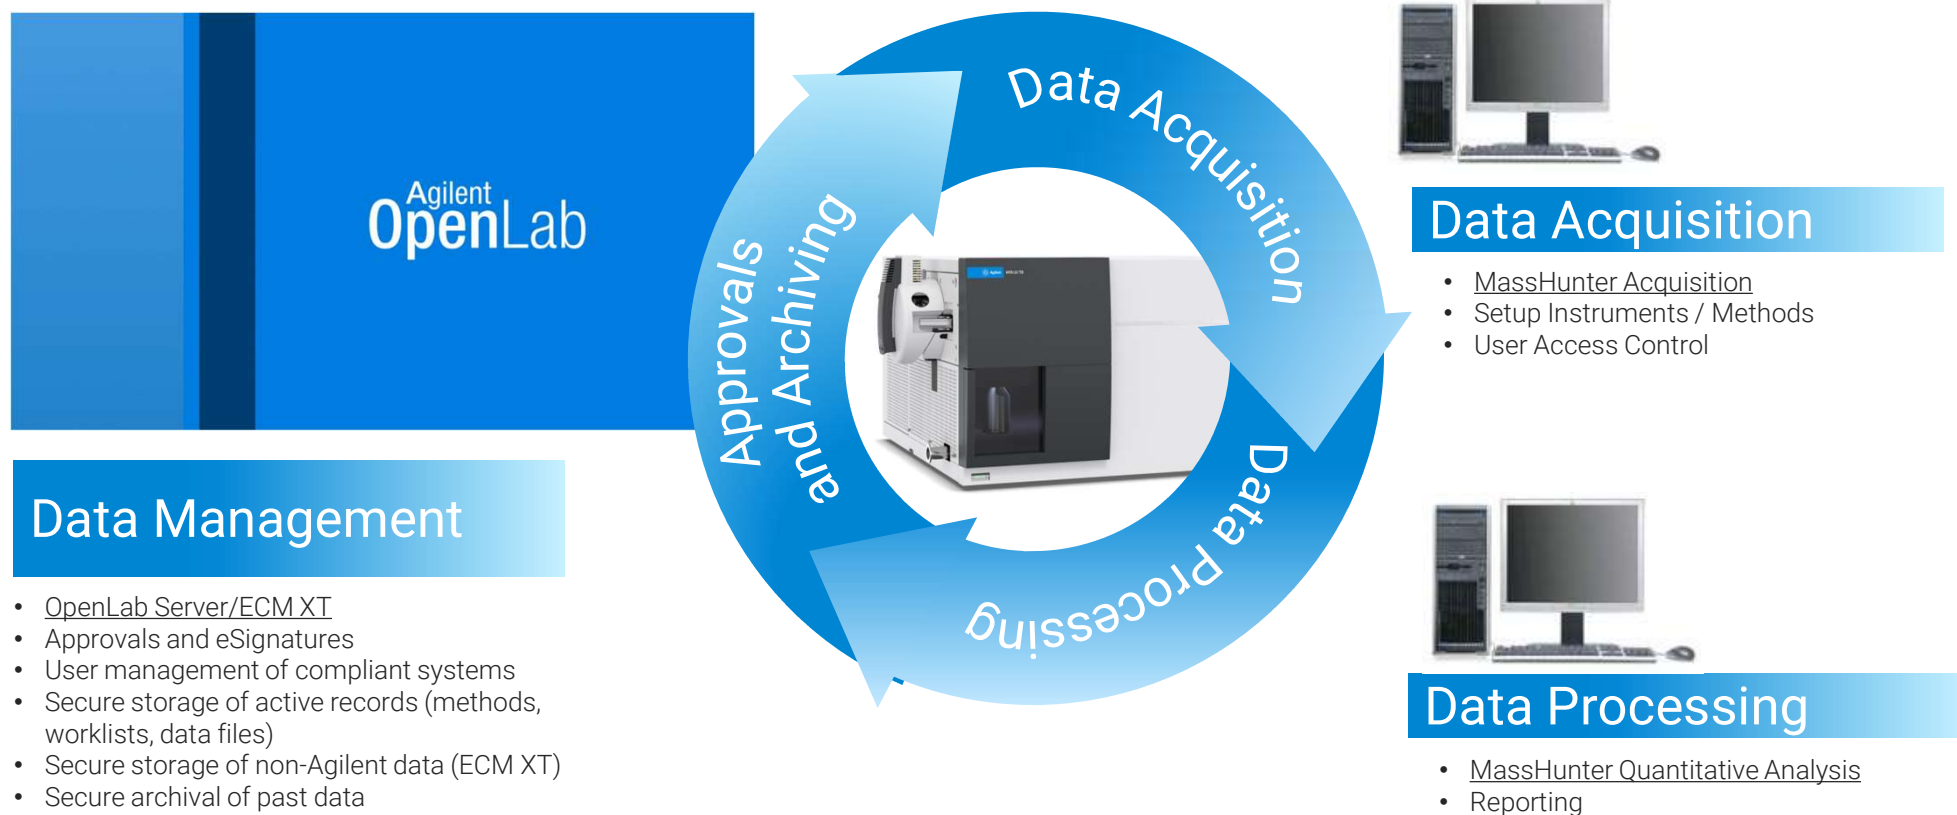 Agilent
OpenLab
Data Management
• OpenLab Server/ECM XT
• Approvals and eSignatures
• User management of compliant systems
• Secure storage of active records (methods,
worklists, data files)
• Secure storage of non-Agilent data (ECM XT)
• Secure archival of past data
Approvals
and Archiving
Data Acquisition
Data Processing
Agilent
Data Acquisition
• MassHunter Acquisition
• Setup Instruments / Methods
• User Access Control
Data Processing
• MassHunter Quantitative Analysis
• Reporting